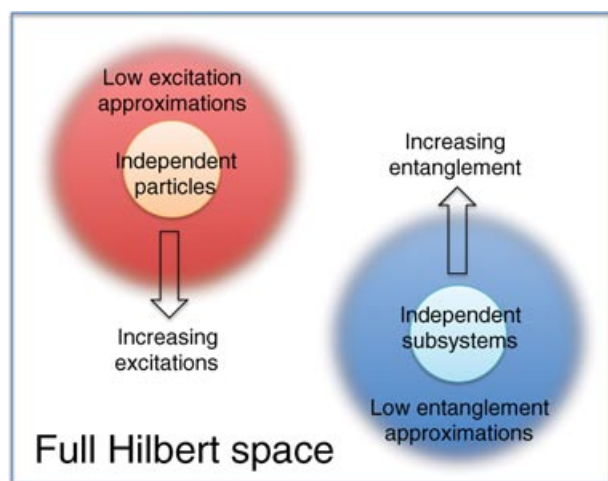 Low excitation
approximations
Independent
particles
Increasing
excitations
Increasing
entanglement
Independent
subsystems
Low entanglement
approximations
Full Hilbert space